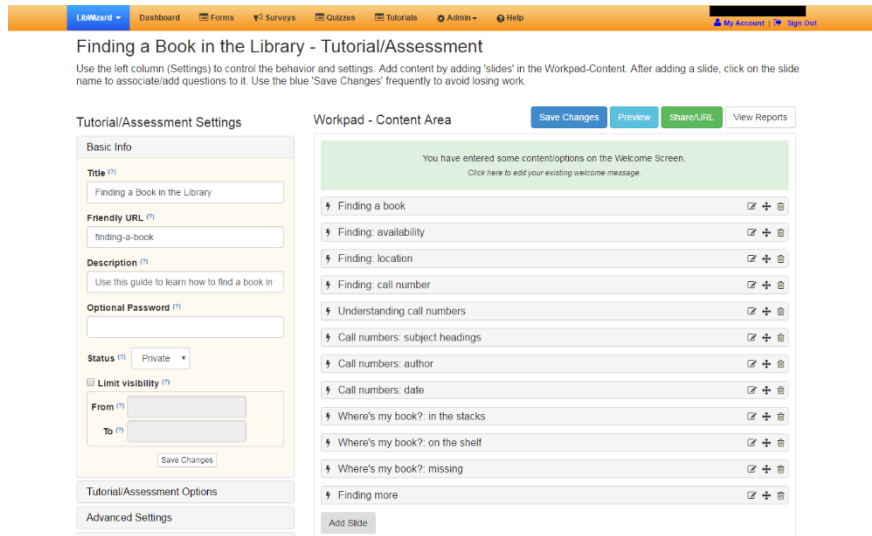 LibWizard Dashboard Forms Surveys Quizzes Tutorials Admin Help
My Account | Sign Out
Finding a Book in the Library - Tutorial/Assessment
Use the left column (Settings) to control the behavior and settings. Add content by adding 'slides' in the Workpad-Content. After adding a slide, click on the slide
name to associate/add questions to it. Use the blue 'Save Changes' frequently to avoid losing work.
Tutorial/Assessment Settings
Basic Info
Title (?)
Finding a Book in the Library
Friendly URL (?)
finding-a-book
Description (?)
Use this guide to learn how to find a book in
Optional Password (?)
Status (?) Private
Limit visibility (?)
From (?)
To (?)
Save Changes
Tutorial/Assessment Options
Advanced Settings
Workpad - Content Area
Save Changes Preview Share/URL View Reports
You have entered some content/options on the Welcome Screen.
Click here to edit your existing welcome message.
Finding a book
Finding: availability
Finding: location
Finding: call number
Understanding call numbers
Call numbers: subject headings
Call numbers: author
Call numbers: date
Where's my book?: in the stacks
Where's my book?: on the shelf
Where's my book?: missing
Finding more
Add Slide